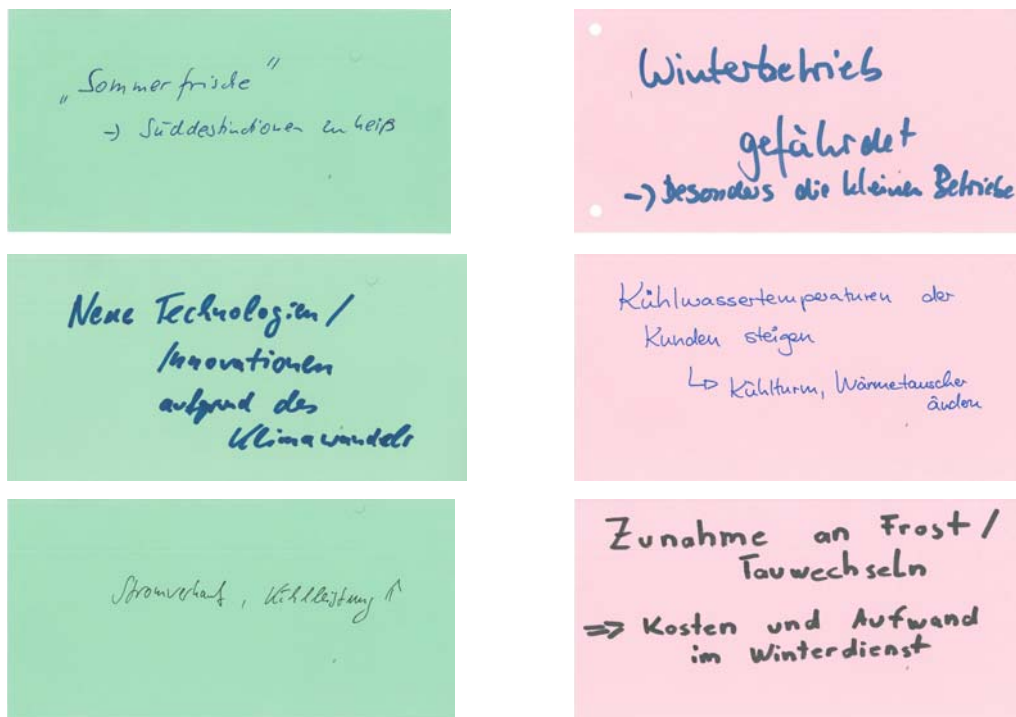 „Sommerfrische"
-> Süddestinationen zu heiß
Neue Technologien/
Innovationen
aufgrund des
Klimawandels
Stromverkauf, Kühlleistung ↑
Winterbetrieb
gefährdet
-> Besonders die kleinen Betriebe
Kühlwassertemperaturen der
Kunden steigen
↳ Kühlturm, Wärmetauscher
ändern
Zunahme an Frost/
Tauwechseln
=> Kosten und Aufwand
im Winterdienst